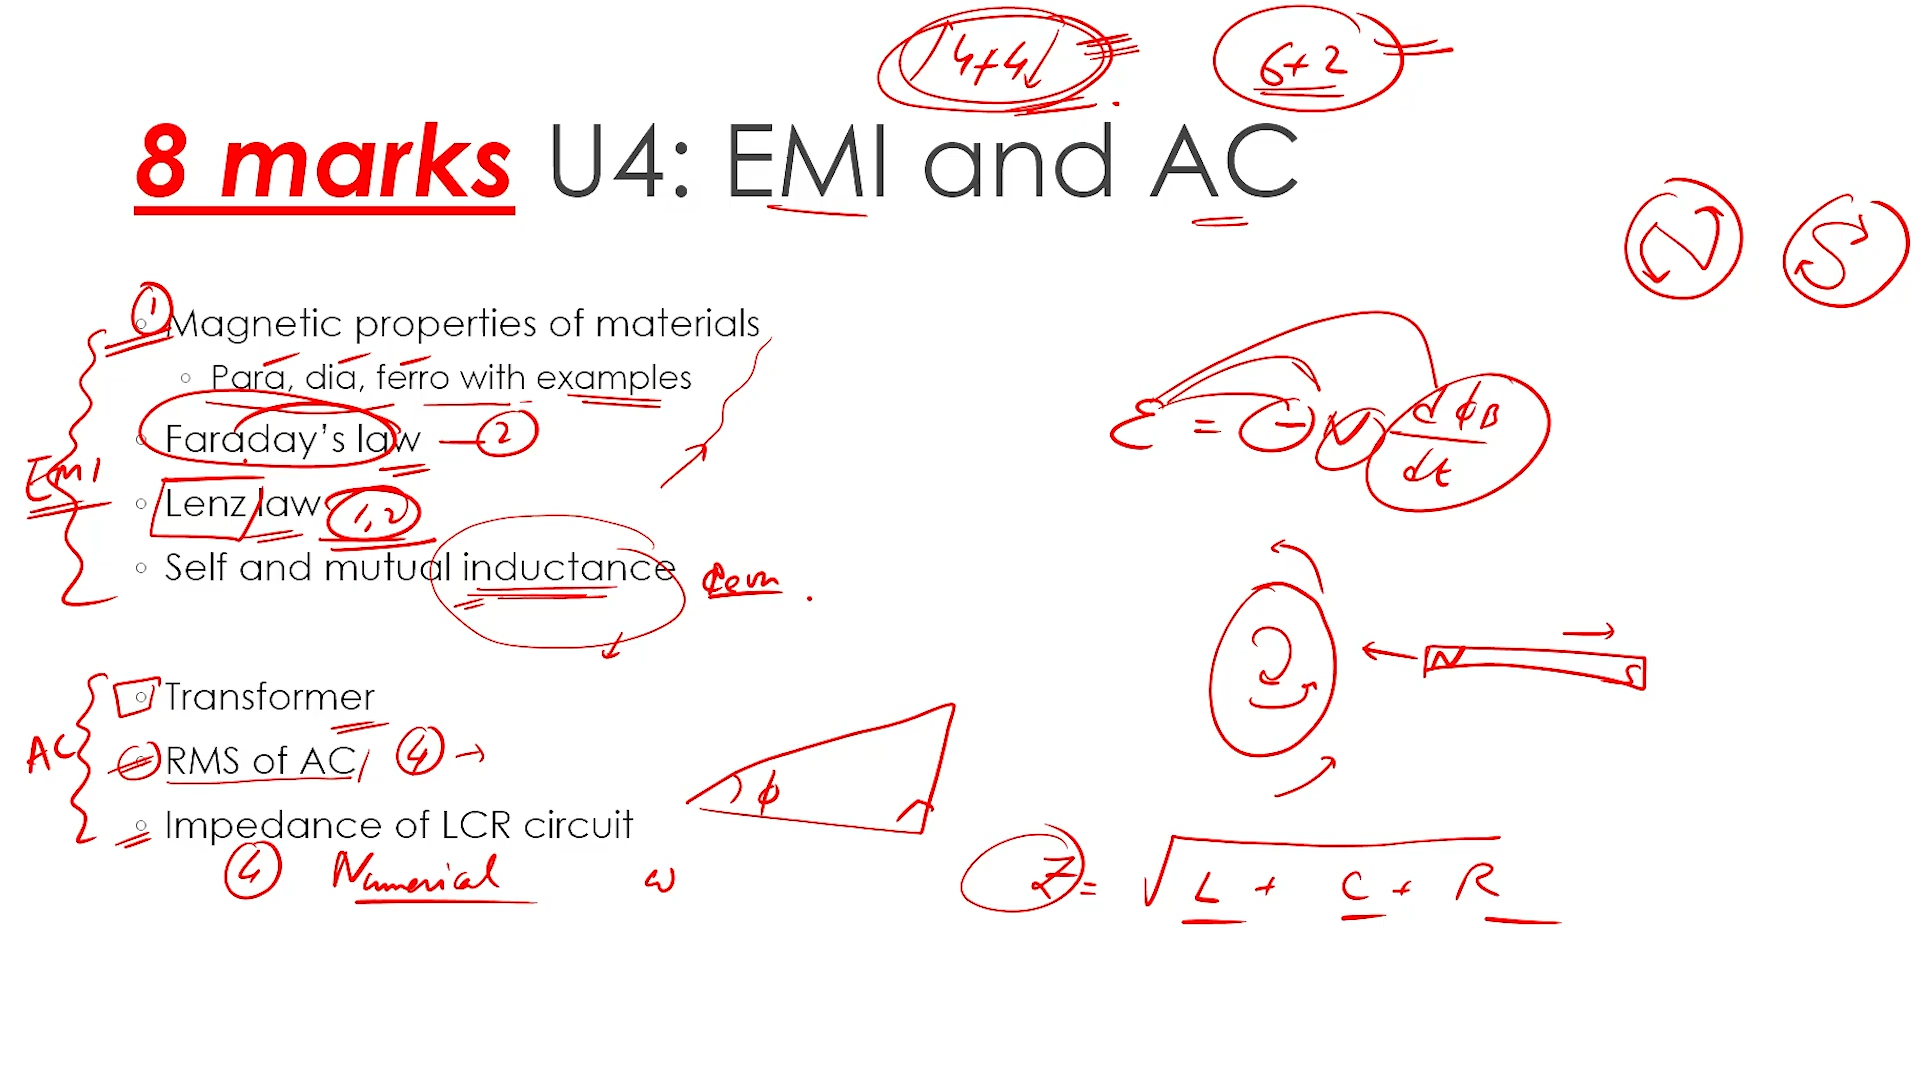 4+4 6+2
8 marks U4: EMI and AC
N S
1 Magnetic properties of materials
Para, dia, ferro with examples
Faraday's law — 2
ε = - N dφB
dt
EMI
Lenz law 1,2
Self and mutual inductance
N S
Transformer
AC
RMS of AC 4 →
φ
Impedance of LCR circuit
4 Numerical ω
Z = √ L + C + R